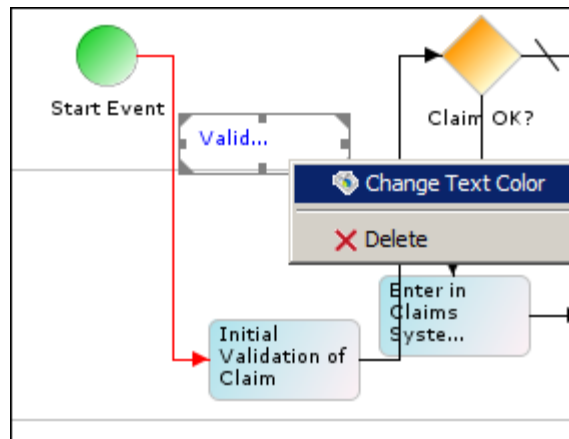 Start Event
Claim OK?
Valid...
Change Text Color
Delete
Enter in
Claims
Syste...
Initial
Validation of
Claim